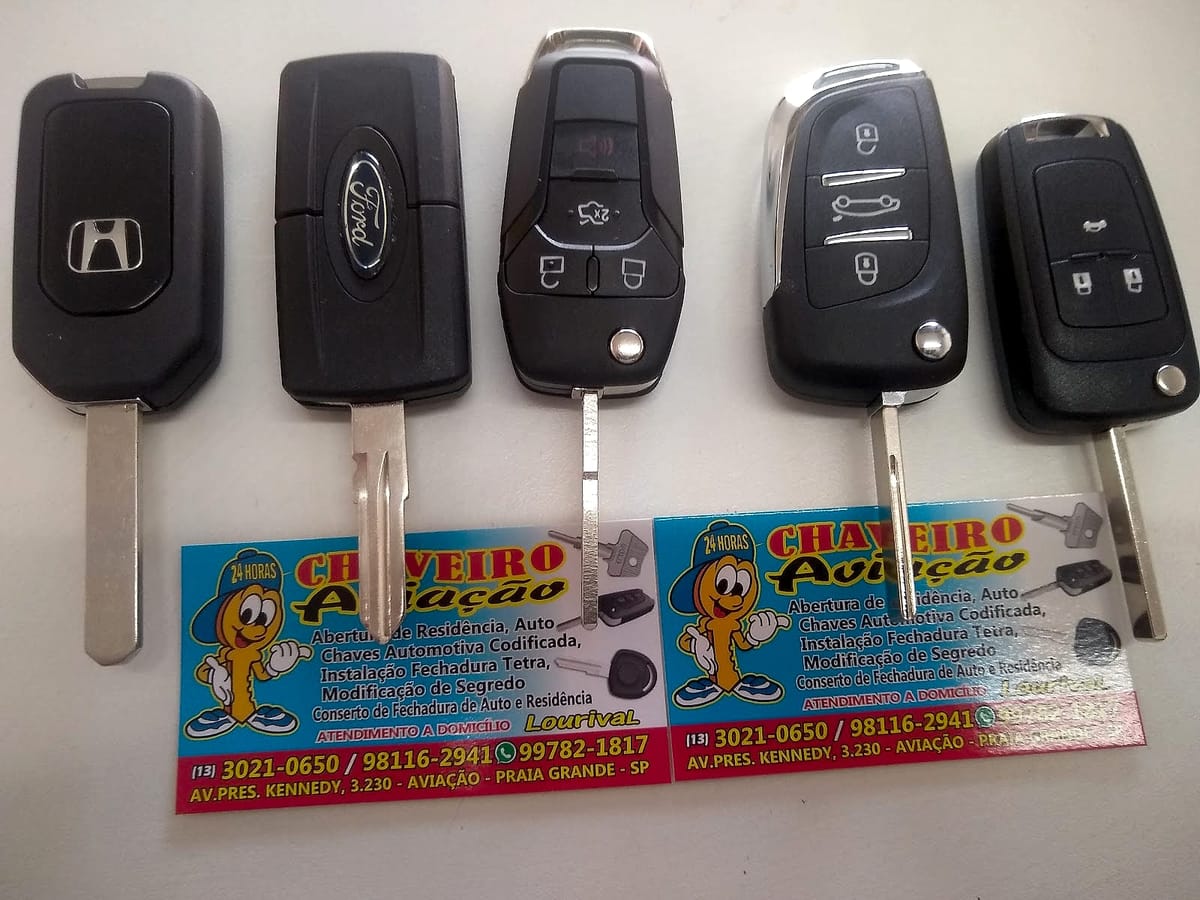 Ford
2x
24 HORAS
CHAVEIRO
Aviação
Abertura de Residência, Auto
Chaves Automotiva Codificada,
Instalação Fechadura Tetra,
Modificação de Segredo
Conserto de Fechadura de Auto e Residência
ATENDIMENTO A DOMICÍLIO Lourival
(13) 3021-0650 / 98116-2941 99782-1817
AV.PRES. KENNEDY, 3.230 - AVIAÇÃO - PRAIA GRANDE - SP
24 HORAS
CHAVEIRO
Aviação
Abertura de Residência, Auto
Chaves Automotiva Codificada,
Instalação Fechadura Tetra,
Modificação de Segredo
Conserto de Fechadura de Auto e Residência
ATENDIMENTO A DOMICÍLIO Lourival
(13) 3021-0650 / 98116-2941
AV.PRES. KENNEDY, 3.230 - AVIAÇÃO - PRAIA GRANDE - SP